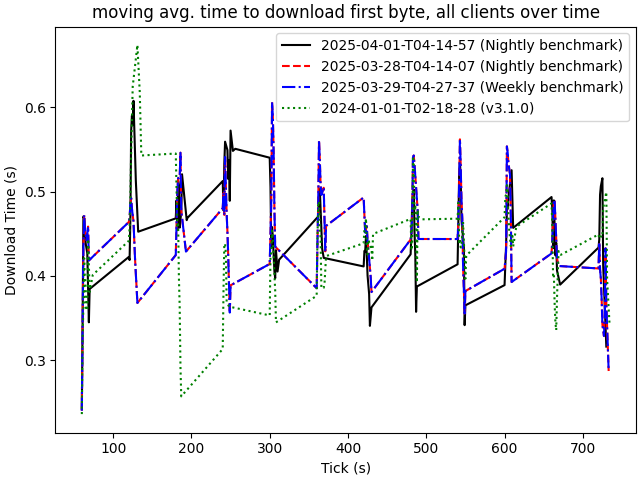 moving avg. time to download first byte, all clients over time
2025-04-01-T04-14-57 (Nightly benchmark)
2025-03-28-T04-14-07 (Nightly benchmark)
2025-03-29-T04-27-37 (Weekly benchmark)
2024-01-01-T02-18-28 (v3.1.0)
Download Time (s)
0.6
0.5
0.4
0.3
100 200 300 400 500 600 700
Tick (s)